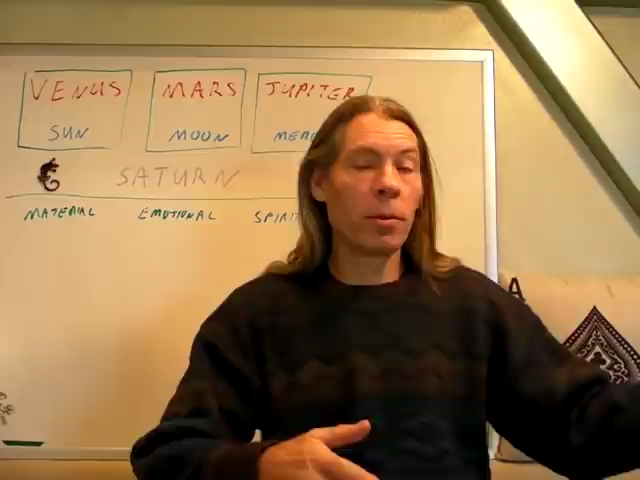 VENUS MARS JUPITER
SUN MOON
SATURN
MATERIAL EMOTIONAL
A